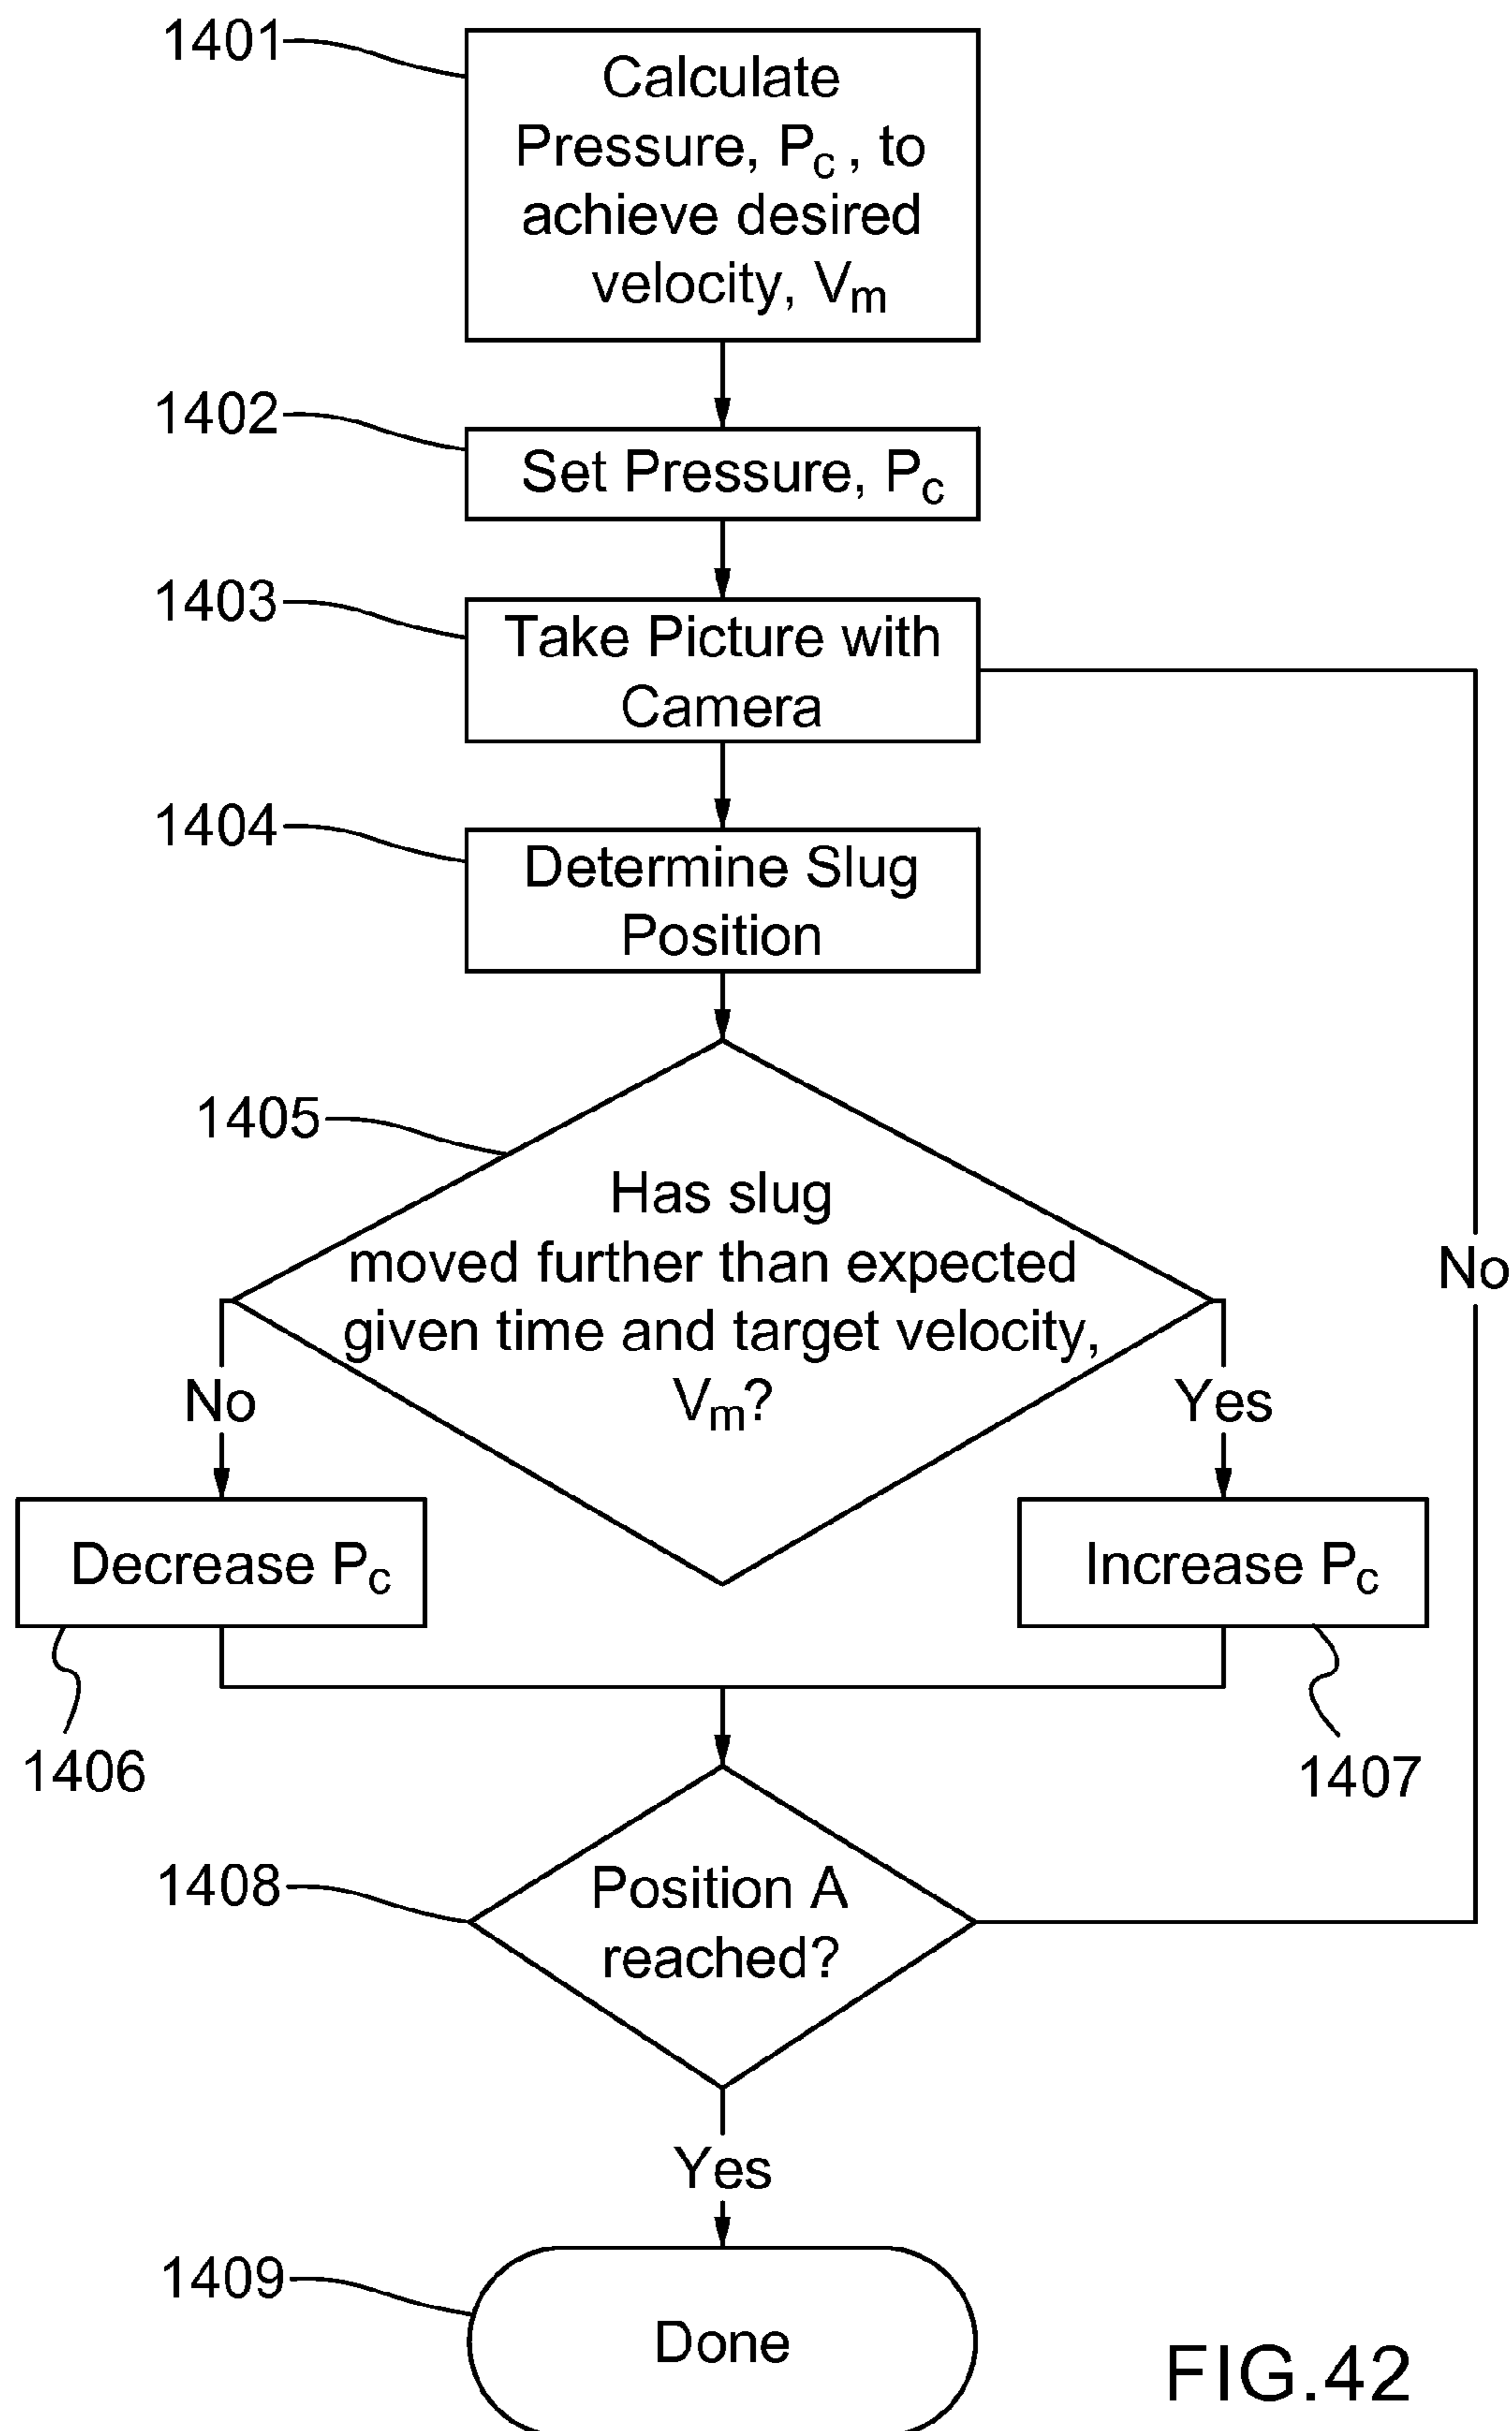 1401
Calculate
Pressure, Pc, to
achieve desired
velocity, Vm
1402
Set Pressure, Pc
1403
Take Picture with
Camera
1404
Determine Slug
Position
1405
Has slug
moved further than expected
given time and target velocity,
Vm?
No
Yes
No
Decrease Pc
Increase Pc
1406
1407
1408
Position A
reached?
Yes
1409
Done
FIG.42